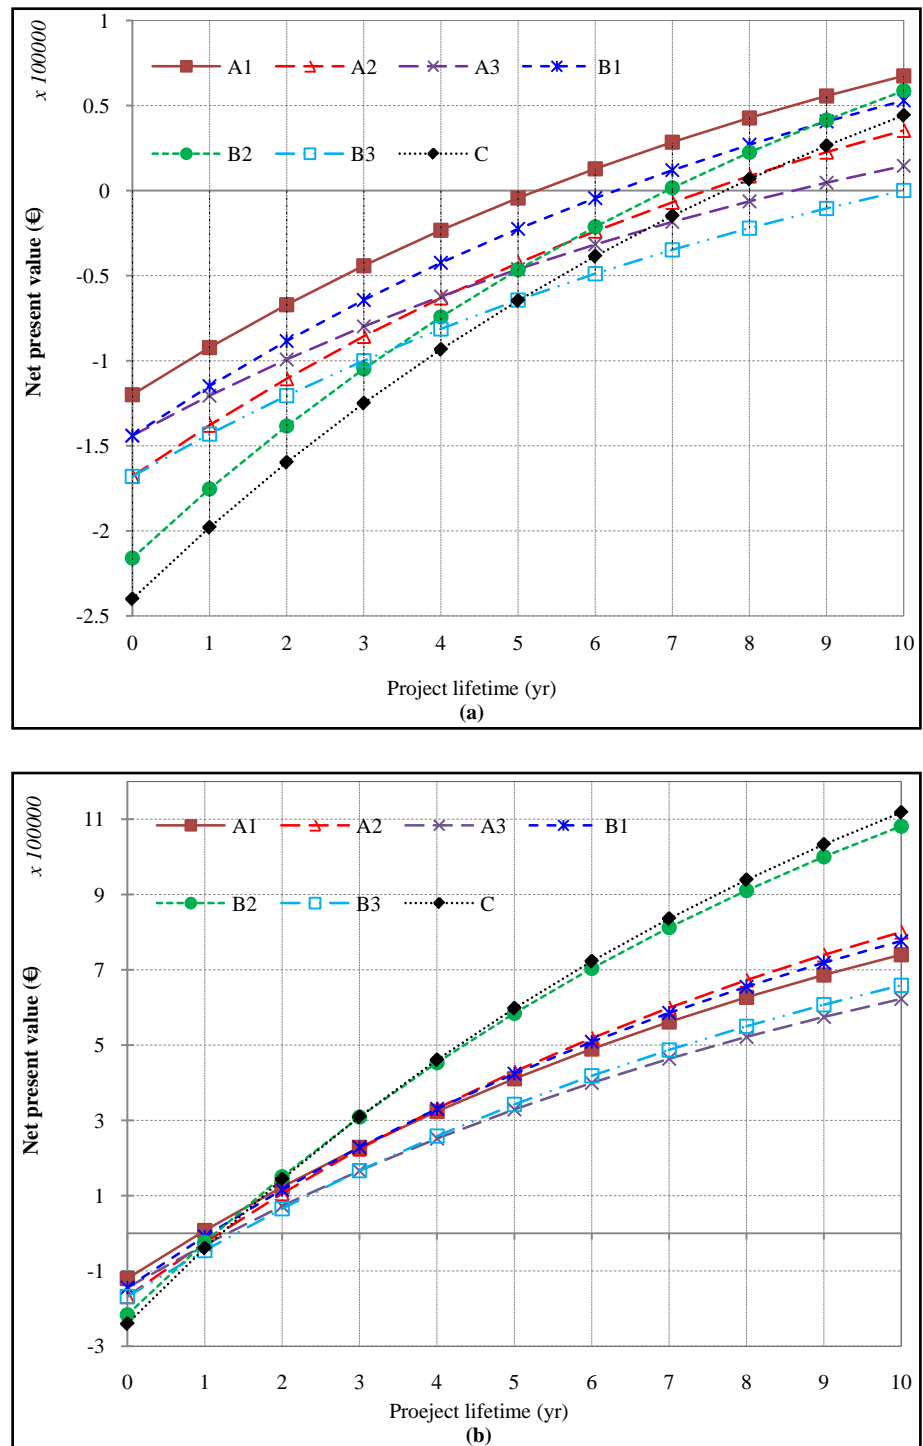 x 100000
1
0.5
0
-0.5
-1
-1.5
-2
-2.5
Net present value (€)
A1 A2 A3 B1
B2 B3 C
0 1 2 3 4 5 6 7 8 9 10
Project lifetime (yr)
(a)
x 100000
11
9
7
5
3
1
-1
-3
Net present value (€)
A1 A2 A3 B1
B2 B3 C
0 1 2 3 4 5 6 7 8 9 10
Proeject lifetime (yr)
(b)